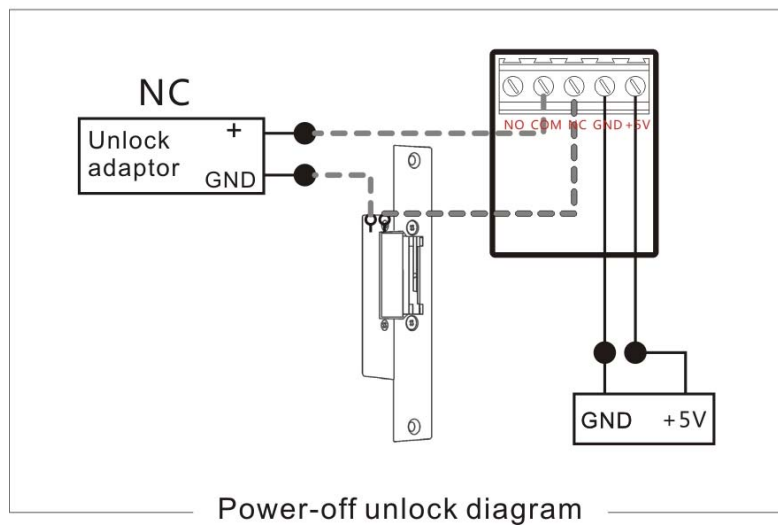 NC
Unlock adaptor
+
GND
NO COM NC GND +5V
GND +5V
Power-off unlock diagram